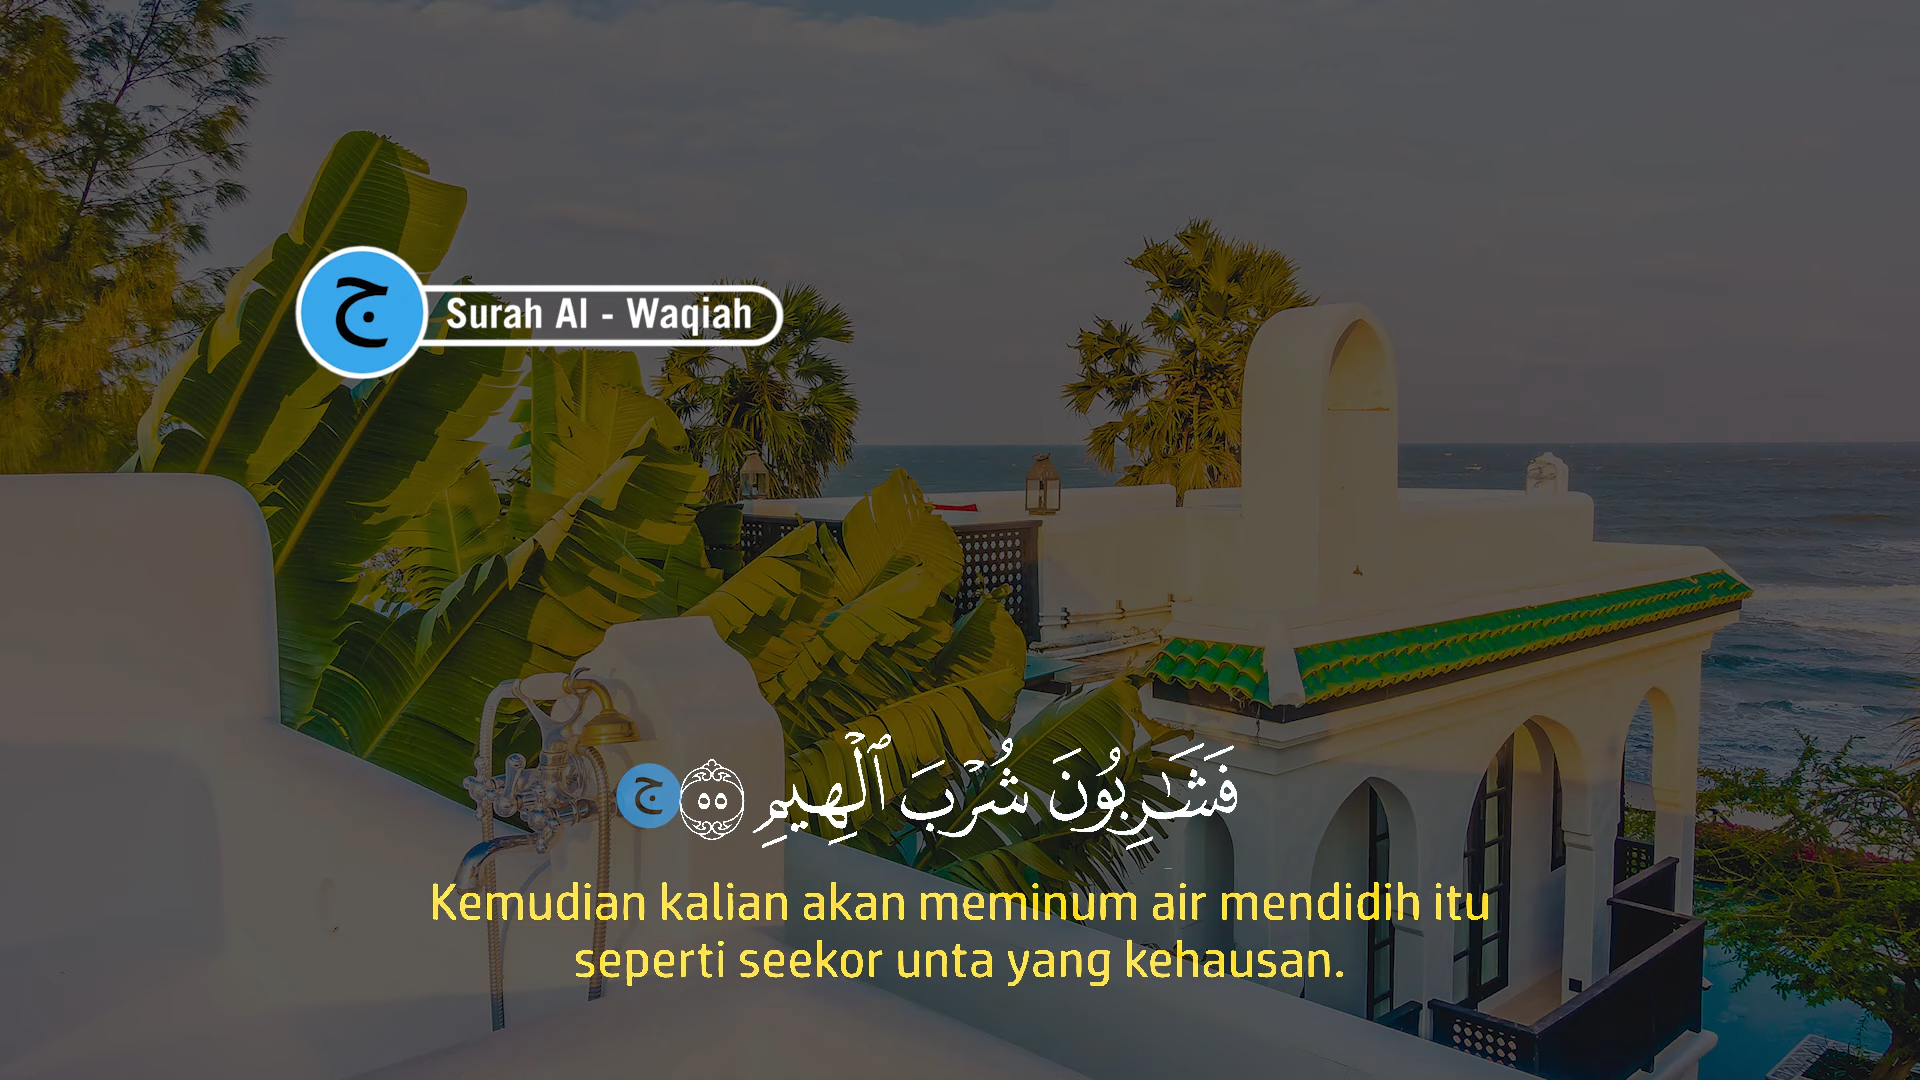 ج
Surah Al - Waqiah
فَشَـٰرِبُونَ شُرْبَ ٱلْهِيمِ ٥٥ ج
Kemudian kalian akan meminum air mendidih itu
seperti seekor unta yang kehausan.